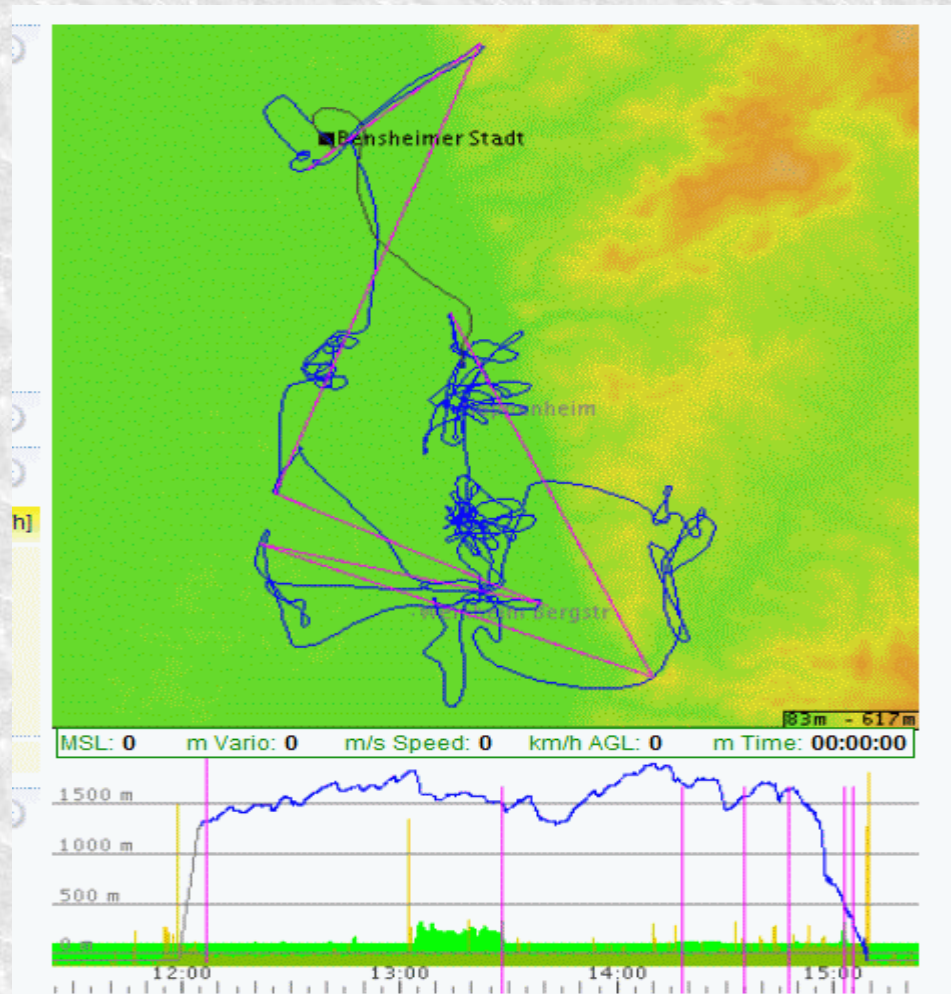 Bensheimer Stadt
h]
Bergstr
83m - 617m
MSL: 0 m Vario: 0 m/s Speed: 0 km/h AGL: 0 m Time: 00:00:00
1500 m
1000 m
500 m
0 m
12:00 13:00 14:00 15:00